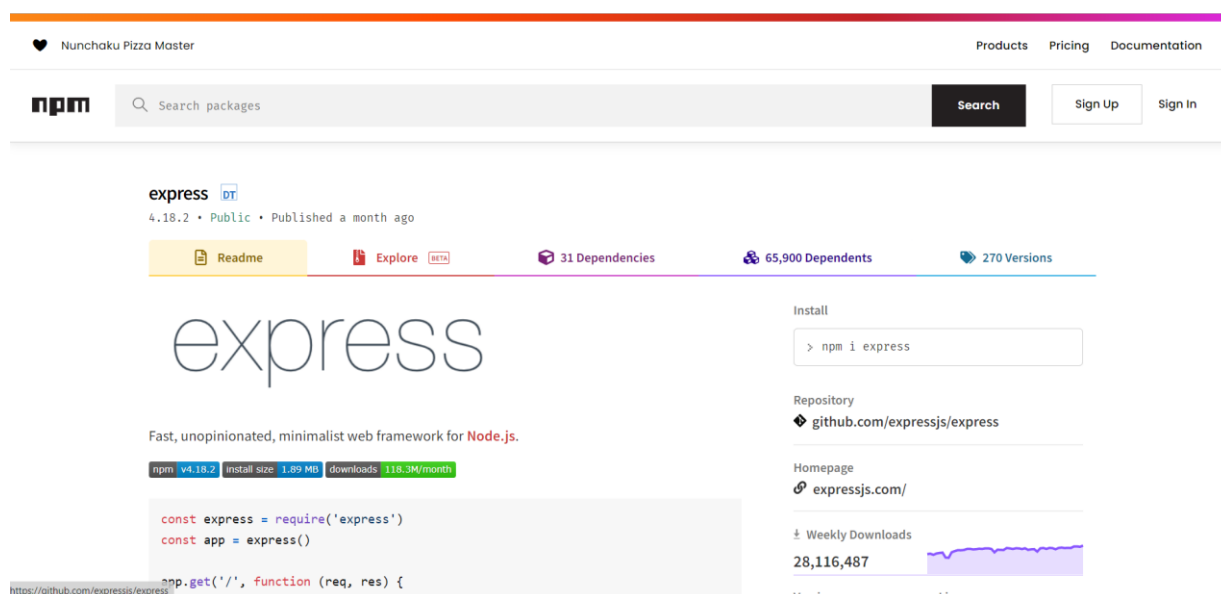 Nunchaku Pizza Master
Products Pricing Documentation
npm
Search packages
Search
Sign Up
Sign In
express DT
4.18.2 • Public • Published a month ago
Readme
Explore BETA
31 Dependencies
65,900 Dependents
270 Versions
express
Install
> npm i express
Repository
github.com/expressjs/express
Fast, unopinionated, minimalist web framework for Node.js.
npm v4.18.2 install size 1.89 MB downloads 118.3M/month
Homepage
expressjs.com/
const express = require('express')
const app = express()
app.get('/', function (req, res) {
Weekly Downloads
28,116,487
https://github.com/expressjs/express